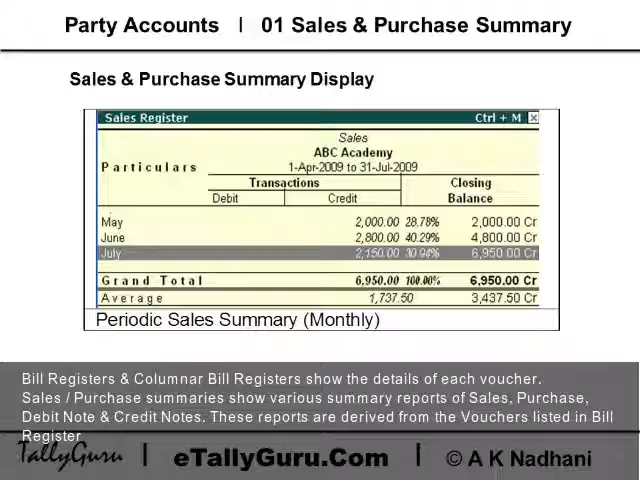 Party Accounts | 01 Sales & Purchase Summary
Sales & Purchase Summary Display
Sales Register Ctrl + M
Sales
ABC Academy
Particulars 1-Apr-2009 to 31-Jul-2009
Transactions Closing
Debit Credit Balance
May 2,000.00 28.78% 2,000.00 Cr
June 2,800.00 40.29% 4,800.00 Cr
July 2,150.00 30.94% 6,950.00 Cr
Grand Total 6,950.00 100.00% 6,950.00 Cr
Average 1,737.50 3,437.50 Cr
Periodic Sales Summary (Monthly)
Bill Registers & Columnar Bill Registers show the details of each voucher.
Sales / Purchase summaries show various summary reports of Sales, Purchase,
Debit Note & Credit Notes. These reports are derived from the Vouchers listed in Bill
Register
TallyGuru | eTallyGuru.Com | © A K Nadhani